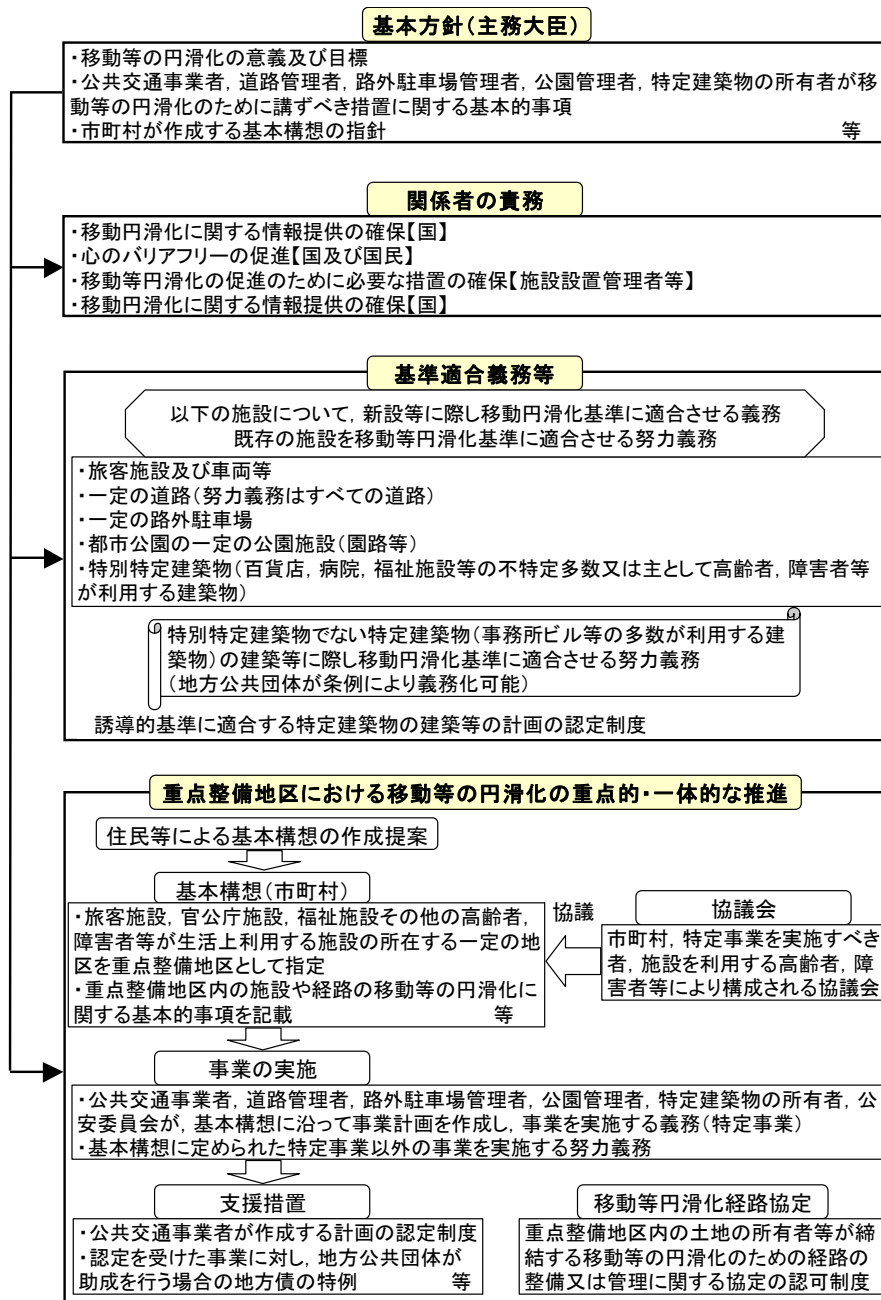 基本方針（主務大臣）
・移動等の円滑化の意義及び目標
・公共交通事業者，道路管理者，路外駐車場管理者，公園管理者，特定建築物の所有者が移
動等の円滑化のために講ずべき措置に関する基本的事項
・市町村が作成する基本構想の指針 等
関係者の責務
・移動円滑化に関する情報提供の確保【国】
・心のバリアフリーの促進【国及び国民】
・移動等円滑化の促進のために必要な措置の確保【施設設置管理者等】
・移動円滑化に関する情報提供の確保【国】
基準適合義務等
以下の施設について，新設等に際し移動円滑化基準に適合させる義務
既存の施設を移動等円滑化基準に適合させる努力義務
・旅客施設及び車両等
・一定の道路（努力義務はすべての道路）
・一定の路外駐車場
・都市公園の一定の公園施設（園路等）
・特別特定建築物（百貨店，病院，福祉施設等の不特定多数又は主として高齢者，障害者等
が利用する建築物）
特別特定建築物でない特定建築物（事務所ビル等の多数が利用する建
築物）の建築等に際し移動円滑化基準に適合させる努力義務
（地方公共団体が条例により義務化可能）
誘導的基準に適合する特定建築物の建築等の計画の認定制度
重点整備地区における移動等の円滑化の重点的・一体的な推進
住民等による基本構想の作成提案
基本構想（市町村）
・旅客施設，官公庁施設，福祉施設その他の高齢者，
障害者等が生活上利用する施設の所在する一定の地
区を重点整備地区として指定
・重点整備地区内の施設や経路の移動等の円滑化に
関する基本的事項を記載 等
協議
協議会
市町村，特定事業を実施すべき
者，施設を利用する高齢者，障
害者等により構成される協議会
事業の実施
・公共交通事業者，道路管理者，路外駐車場管理者，公園管理者，特定建築物の所有者，公
安委員会が，基本構想に沿って事業計画を作成し，事業を実施する義務（特定事業）
・基本構想に定められた特定事業以外の事業を実施する努力義務
支援措置
・公共交通事業者が作成する計画の認定制度
・認定を受けた事業に対し，地方公共団体が
助成を行う場合の地方債の特例 等
移動等円滑化経路協定
重点整備地区内の土地の所有者等が締
結する移動等の円滑化のための経路の
整備又は管理に関する協定の認可制度